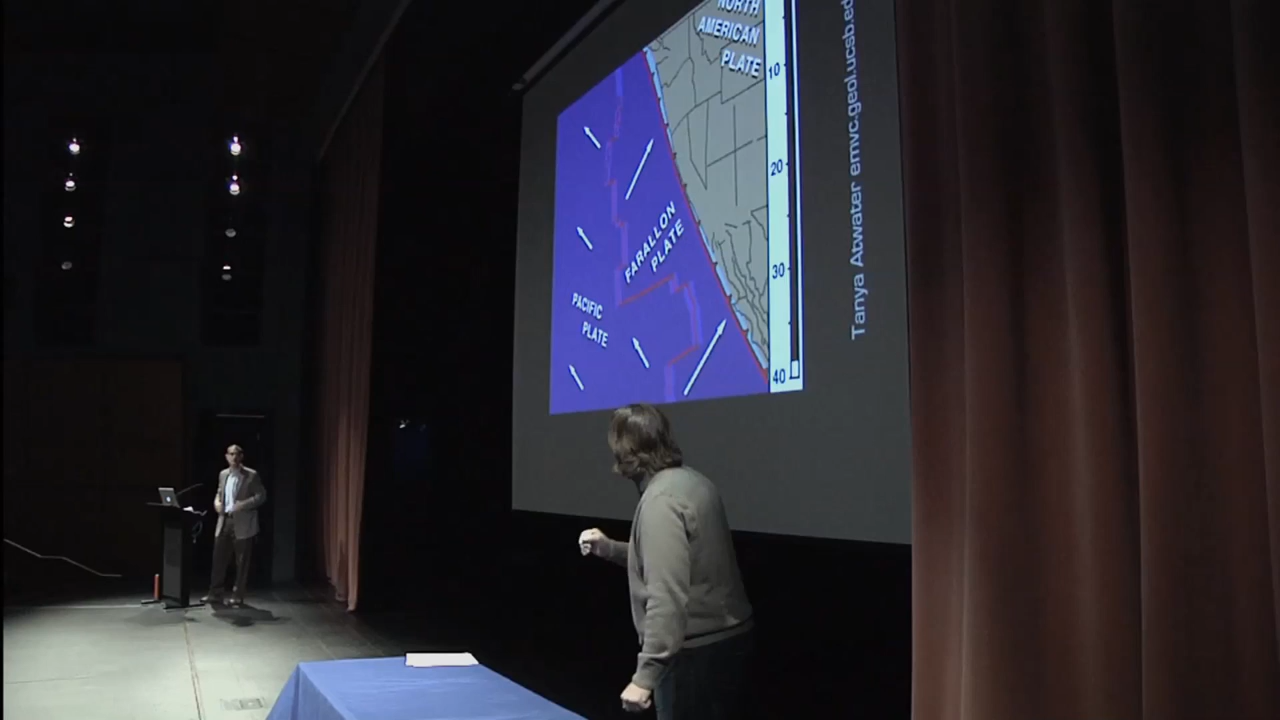 NORTH
AMERICAN
PLATE
10
20
30
40
FARALLON
PLATE
PACIFIC
PLATE
Tanya Atwater emvc.geol.ucsb.ed